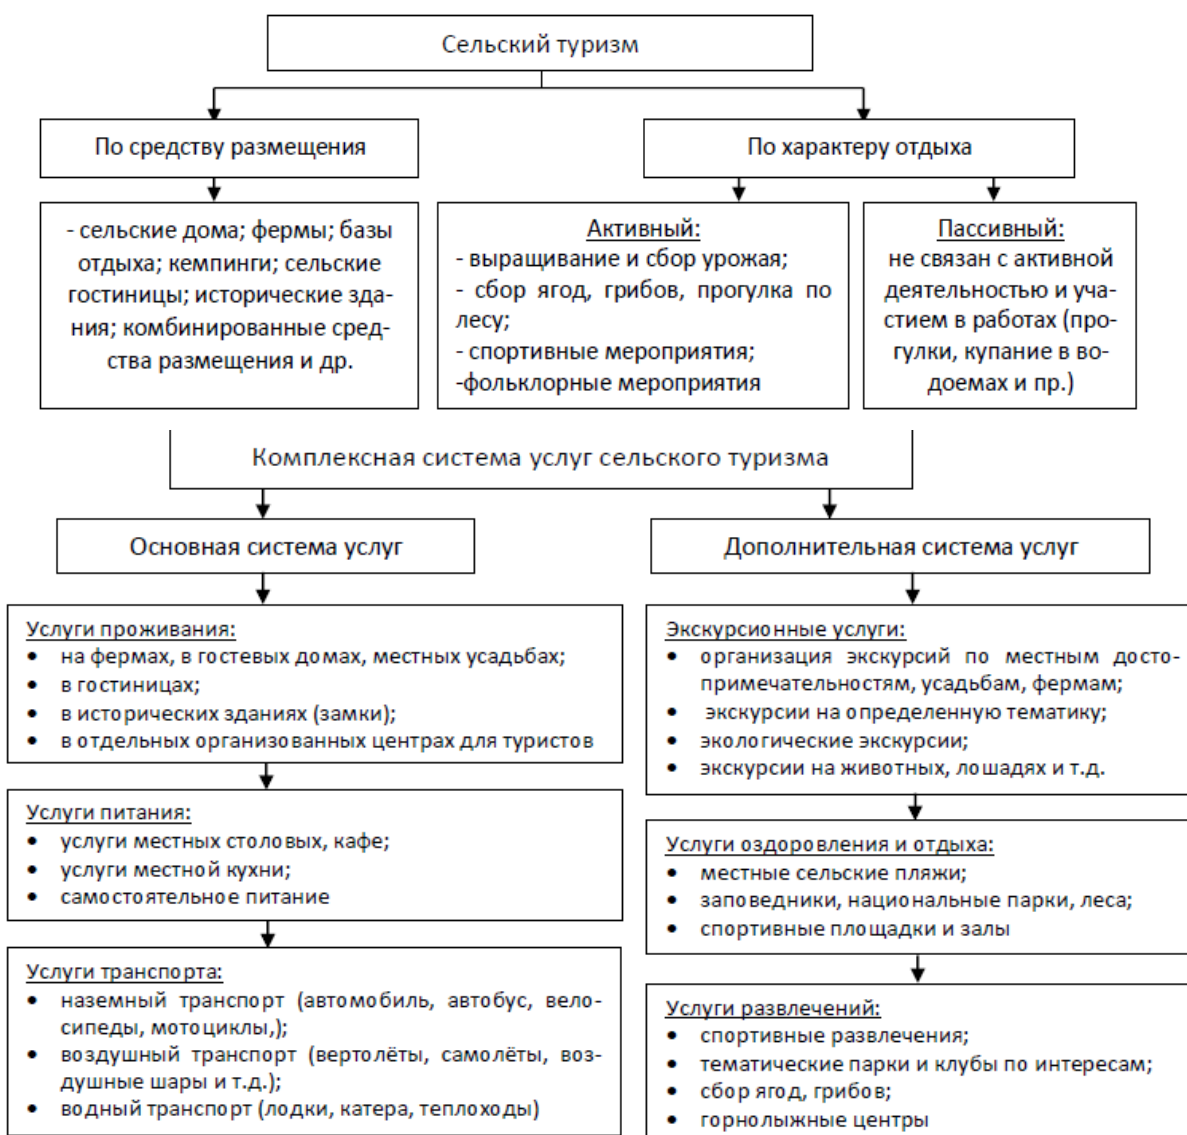 Сельский туризм
По средству размещения
По характеру отдыха
- сельские дома; фермы; базы
отдыха; кемпинги; сельские
гостиницы; исторические зда-
ния; комбинированные сред-
ства размещения и др.
Активный:
- выращивание и сбор урожая;
- сбор ягод, грибов, прогулка по
лесу;
- спортивные мероприятия;
-фольклорные мероприятия
Пассивный:
не связан с активной
деятельностью и уча-
стием в работах (про-
гулки, купание в во-
доемах и пр.)
Комплексная система услуг сельского туризма
Основная система услуг
Дополнительная система услуг
Услуги проживания:
• на фермах, в гостевых домах, местных усадьбах;
• в гостиницах;
• в исторических зданиях (замки);
• в отдельных организованных центрах для туристов
Услуги питания:
• услуги местных столовых, кафе;
• услуги местной кухни;
• самостоятельное питание
Услуги транспорта:
• наземный транспорт (автомобиль, автобус, вело-
сипеды, мотоциклы,);
• воздушный транспорт (вертолёты, самолёты, воз-
душные шары и т.д.);
• водный транспорт (лодки, катера, теплоходы)
Экскурсионные услуги:
• организация экскурсий по местным досто-
примечательностям, усадьбам, фермам;
• экскурсии на определенную тематику;
• экологические экскурсии;
• экскурсии на животных, лошадях и т.д.
Услуги оздоровления и отдыха:
• местные сельские пляжи;
• заповедники, национальные парки, леса;
• спортивные площадки и залы
Услуги развлечений:
• спортивные развлечения;
• тематические парки и клубы по интересам;
• сбор ягод, грибов;
• горнолыжные центры